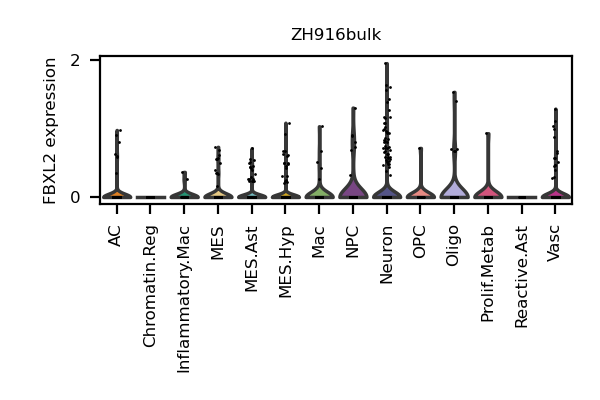 ZH916bulk
FBXL2 expression
2
0
AC
Chromatin.Reg
Inflammatory.Mac
MES
MES.Ast
MES.Hyp
Mac
NPC
Neuron
OPC
Oligo
Prolif.Metab
Reactive.Ast
Vasc